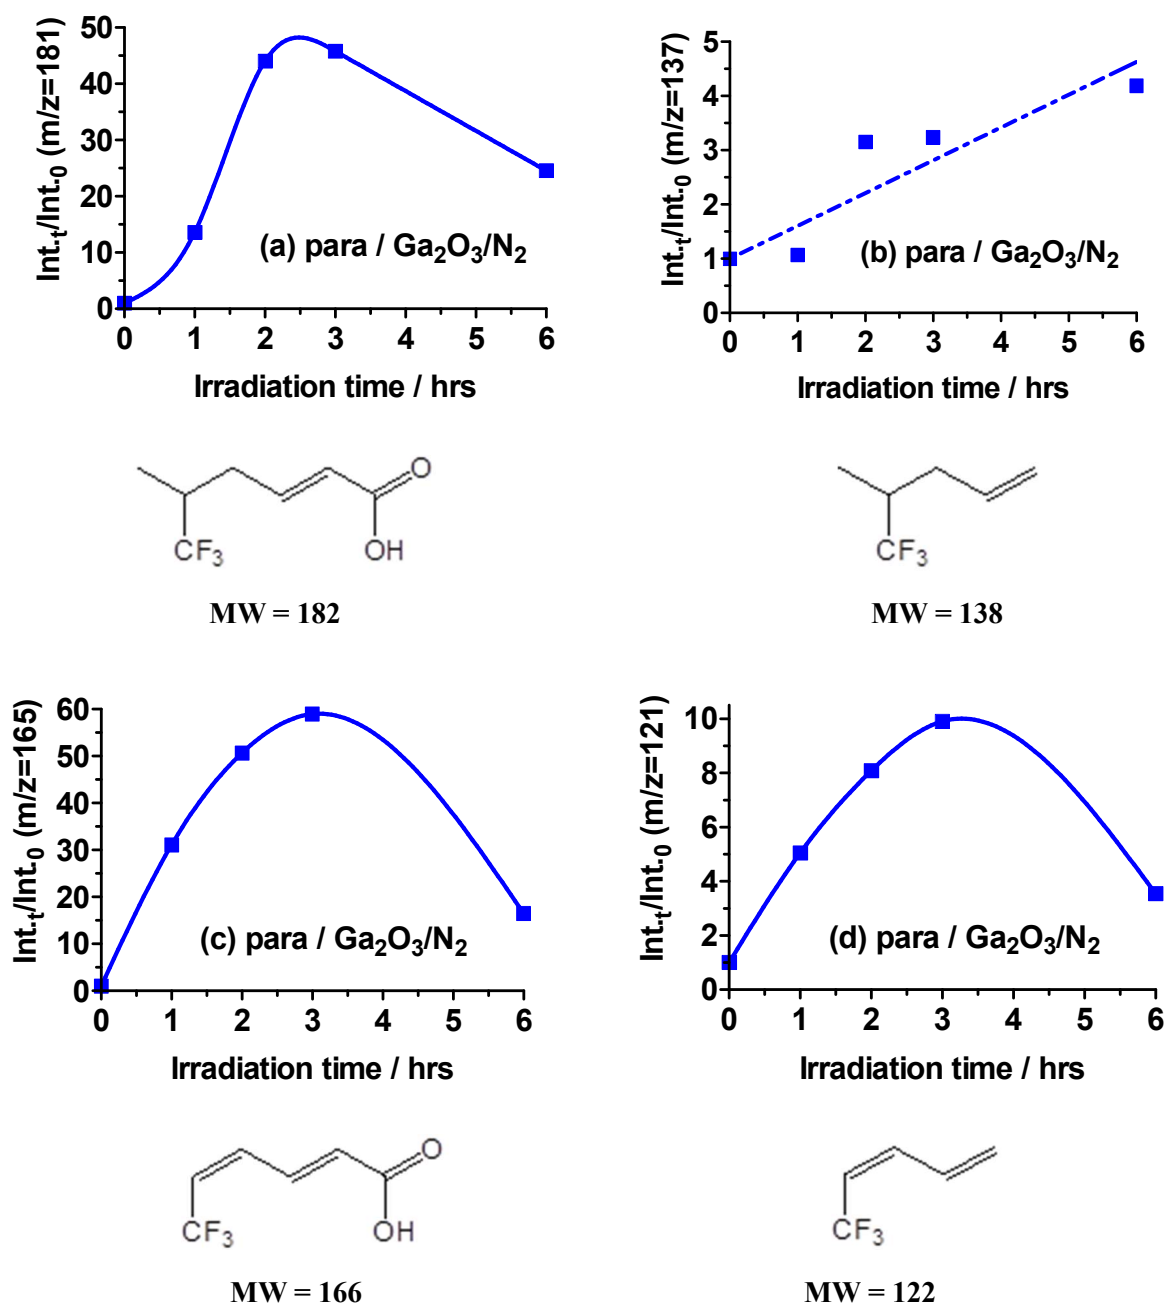 50
40
30
20
10
0
Int.t/Int.0 (m/z=181)
(a) para / Ga2O3/N2
0 1 2 3 4 5 6
Irradiation time / hrs
5
4
3
2
1
0
Int.t/Int.0 (m/z=137)
(b) para / Ga2O3/N2
0 1 2 3 4 5 6
Irradiation time / hrs
O
CF3
OH
MW = 182
CF3
MW = 138
60
50
40
30
20
10
0
Int.t/Int.0 (m/z=165)
(c) para / Ga2O3/N2
0 1 2 3 4 5 6
Irradiation time / hrs
10
8
6
4
2
0
Int.t/Int.0 (m/z=121)
(d) para / Ga2O3/N2
0 1 2 3 4 5 6
Irradiation time / hrs
O
CF3
OH
MW = 166
CF3
MW = 122